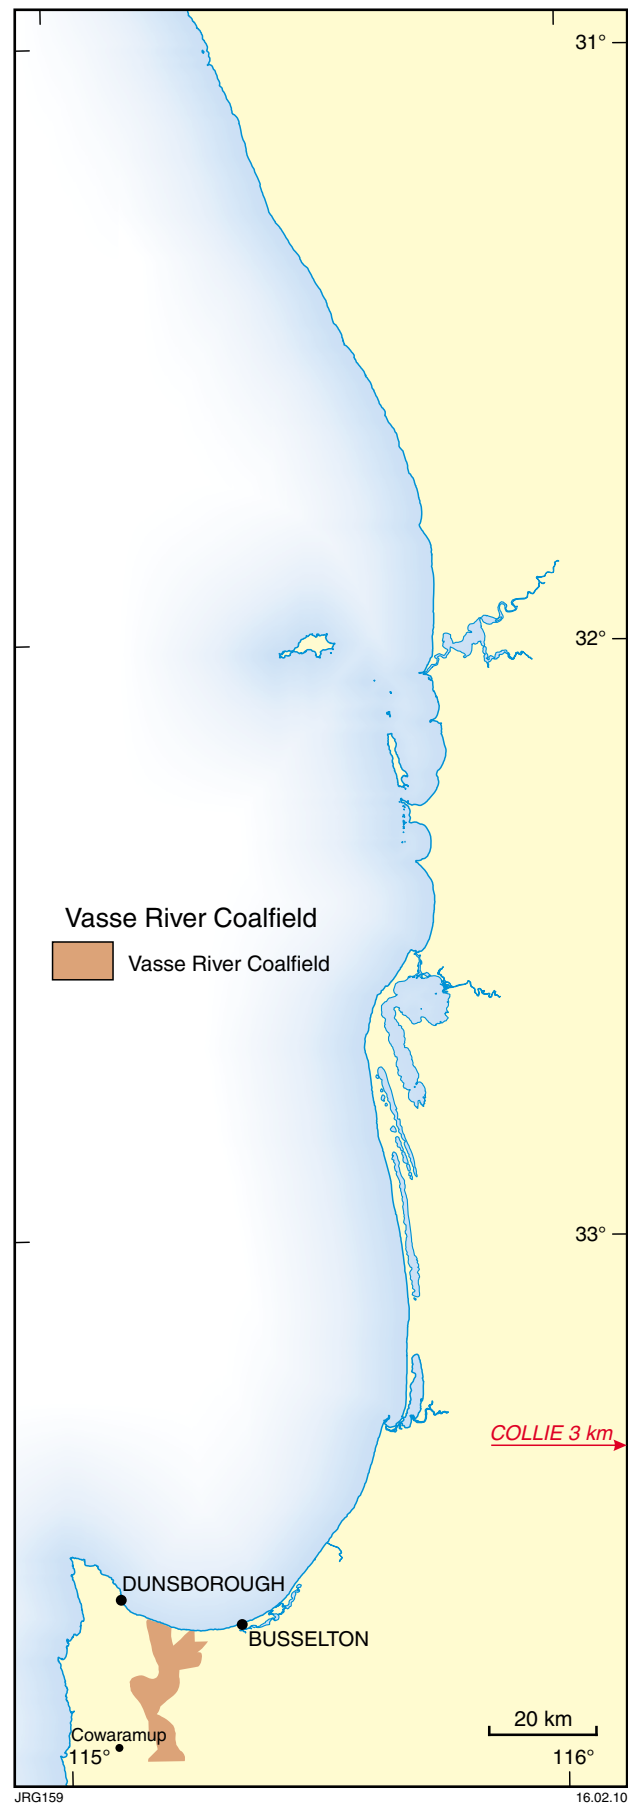 31°
32°
Vasse River Coalfield
Vasse River Coalfield
33°
COLLIE 3 km
DUNSBOROUGH
BUSSELTON
20 km
Cowaramup
115°
116°
JRG159
16.02.10